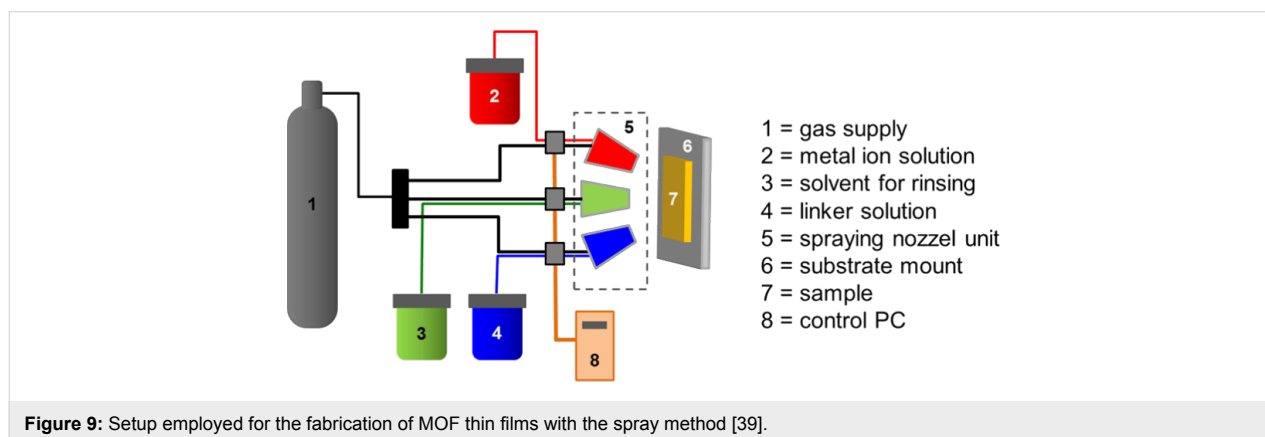 2
5
6
1
7
3
4
8
1 = gas supply
2 = metal ion solution
3 = solvent for rinsing
4 = linker solution
5 = spraying nozzel unit
6 = substrate mount
7 = sample
8 = control PC
Figure 9: Setup employed for the fabrication of MOF thin films with the spray method [39].